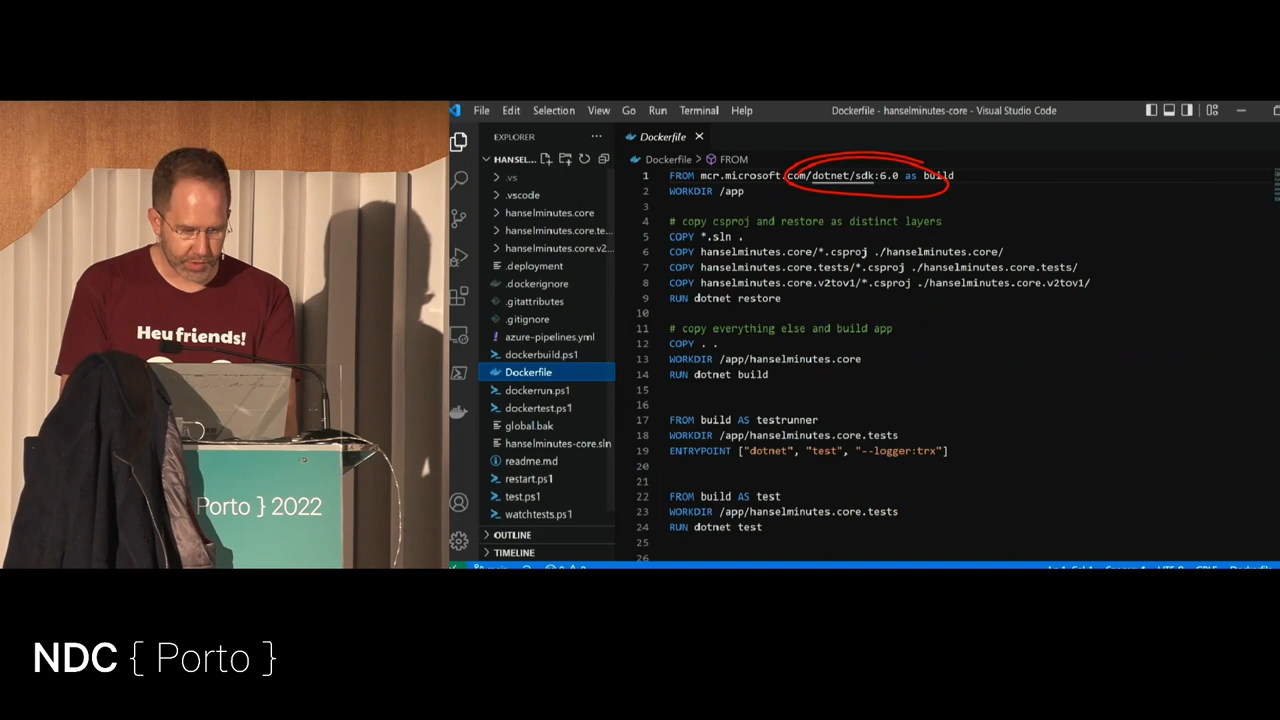 Heu friends!
Porto } 2022
File Edit Selection View Go Run Terminal Help
Dockerfile - hanselminutes-core - Visual Studio Code
EXPLORER
HANSEL...
.vs
.vscode
hanselminutes.core
hanselminutes.core.te...
hanselminutes.core.v2...
.deployment
.dockerignore
.gitattributes
.gitignore
azure-pipelines.yml
dockerbuild.ps1
Dockerfile
dockerrun.ps1
dockertest.ps1
global.bak
hanselminutes-core.sln
readme.md
restart.ps1
test.ps1
watchtests.ps1
OUTLINE
TIMELINE
Dockerfile
Dockerfile > FROM
1 FROM mcr.microsoft.com/dotnet/sdk:6.0 as build
2 WORKDIR /app
3
4 # copy csproj and restore as distinct layers
5 COPY *.sln .
6 COPY hanselminutes.core/*.csproj ./hanselminutes.core/
7 COPY hanselminutes.core.tests/*.csproj ./hanselminutes.core.tests/
8 COPY hanselminutes.core.v2tov1/*.csproj ./hanselminutes.core.v2tov1/
9 RUN dotnet restore
10
11 # copy everything else and build app
12 COPY . .
13 WORKDIR /app/hanselminutes.core
14 RUN dotnet build
15
16
17 FROM build AS testrunner
18 WORKDIR /app/hanselminutes.core.tests
19 ENTRYPOINT ["dotnet", "test", "--logger:trx"]
20
21
22 FROM build AS test
23 WORKDIR /app/hanselminutes.core.tests
24 RUN dotnet test
25
26
NDC { Porto }